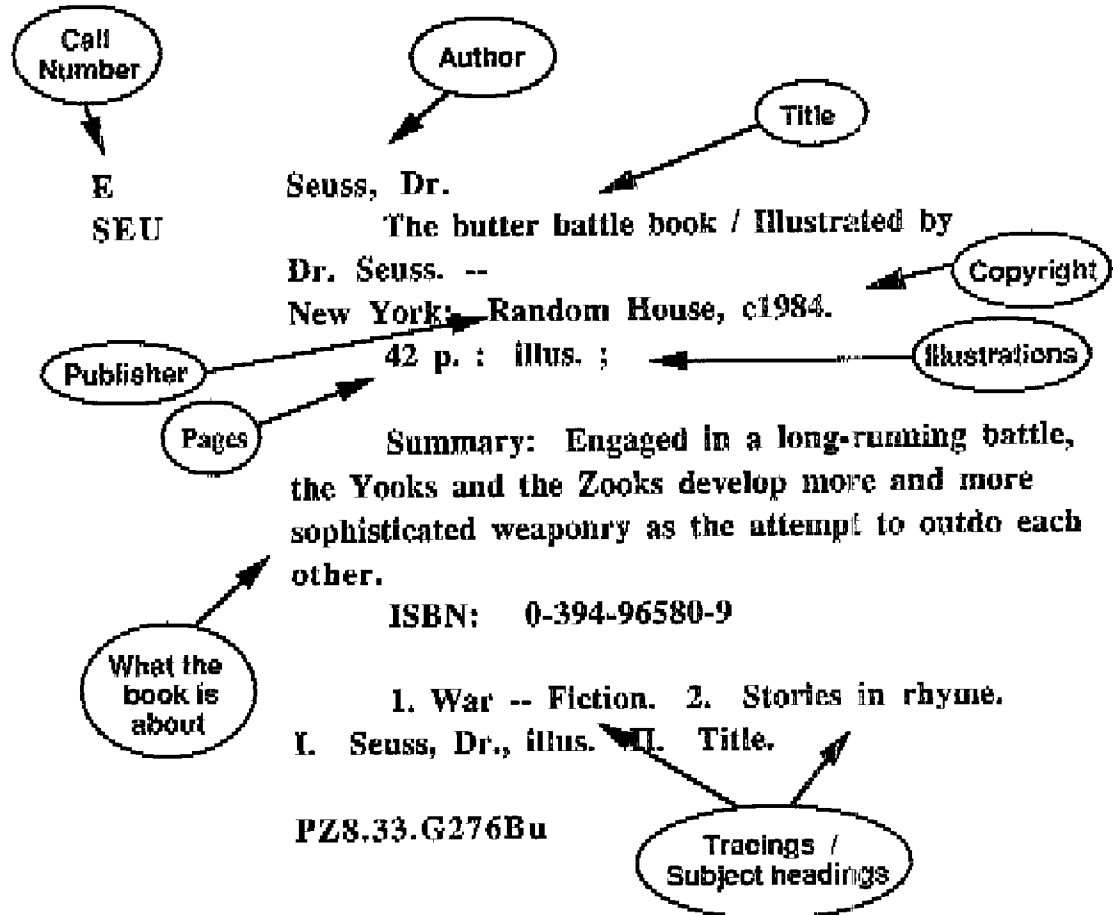 Call
Number
Author
Title
E
SEU
Seuss, Dr.
The butter battle book / Illustrated by
Dr. Seuss. --
New York: Random House, c1984.
42 p. : illus. ;
Copyright
Illustrations
Publisher
Pages
Summary: Engaged in a long-running battle,
the Yooks and the Zooks develop more and more
sophisticated weaponry as the attempt to outdo each
other.
ISBN: 0-394-96580-9
What the
book is
about
1. War -- Fiction. 2. Stories in rhyme.
I. Seuss, Dr., illus. II. Title.
PZ8.33.G276Bu
Tracings /
Subject headings